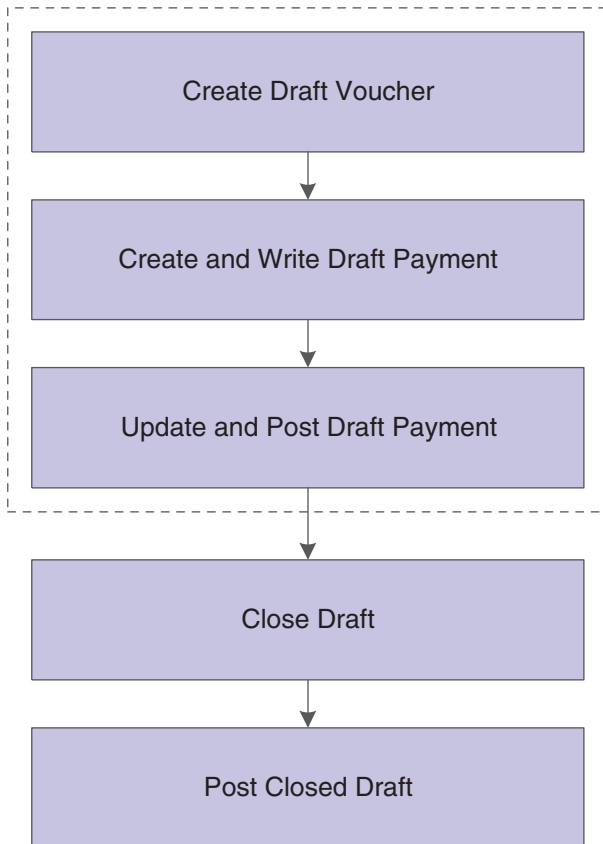 Create Draft Voucher
Create and Write Draft Payment
Update and Post Draft Payment
Close Draft
Post Closed Draft